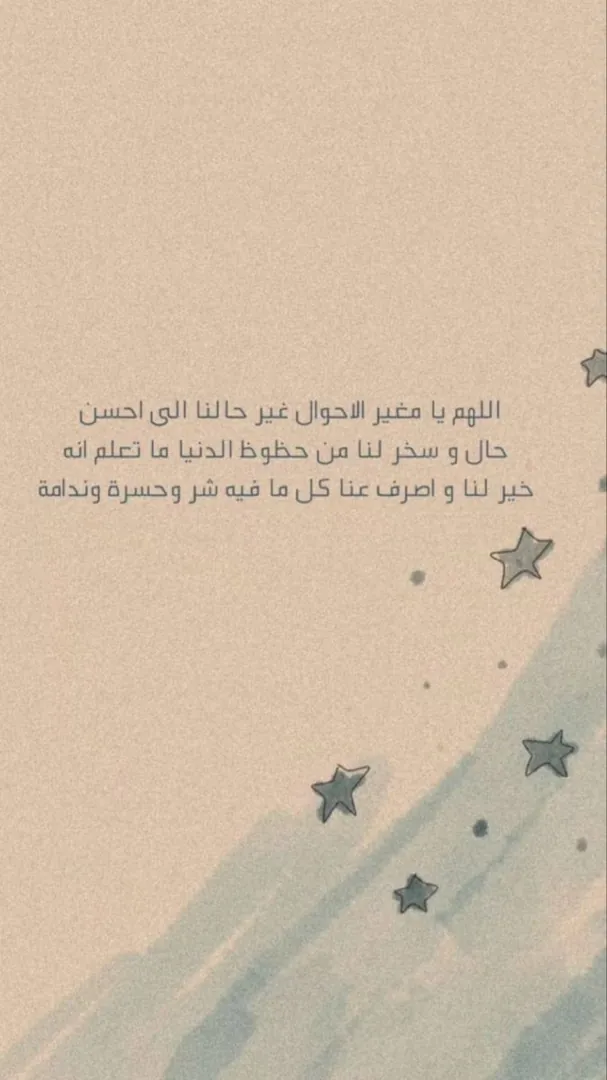 اللهم يا مغير الاحوال غير حالنا الى احسن
حال و سخر لنا من حظوظ الدنيا ما تعلم انه
خير لنا و اصرف عنا كل ما فيه شر وحسرة وندامة